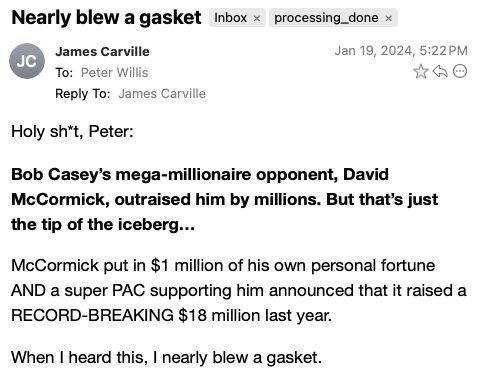 Nearly blew a gasket Inbox × processing_done ×
JC
James Carville
Jan 19, 2024, 5:22 PM
To: Peter Willis
Reply To: James Carville
Holy sh*t, Peter:
Bob Casey’s mega-millionaire opponent, David
McCormick, outraised him by millions. But that’s just
the tip of the iceberg…
McCormick put in $1 million of his own personal fortune
AND a super PAC supporting him announced that it raised a
RECORD-BREAKING $18 million last year.
When I heard this, I nearly blew a gasket.